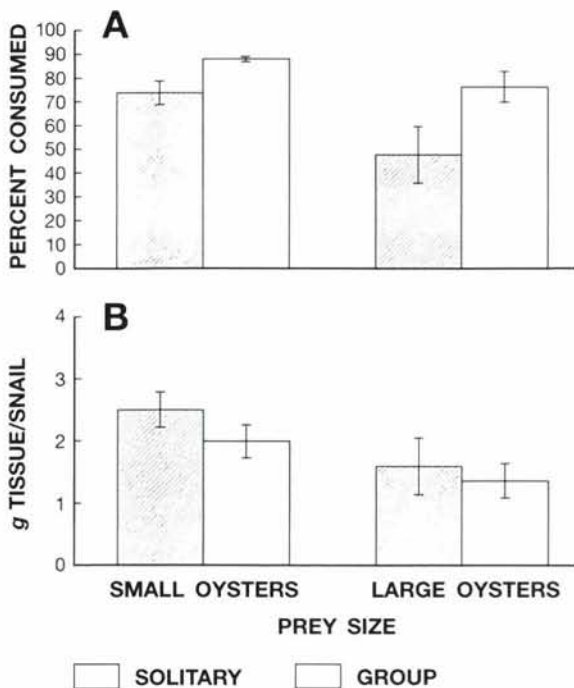 A
PERCENT CONSUMED
100
90
80
70
60
50
40
30
20
10
0
B
g TISSUE/SNAIL
4
3
2
1
0
SMALL OYSTERS LARGE OYSTERS
PREY SIZE
SOLITARY GROUP